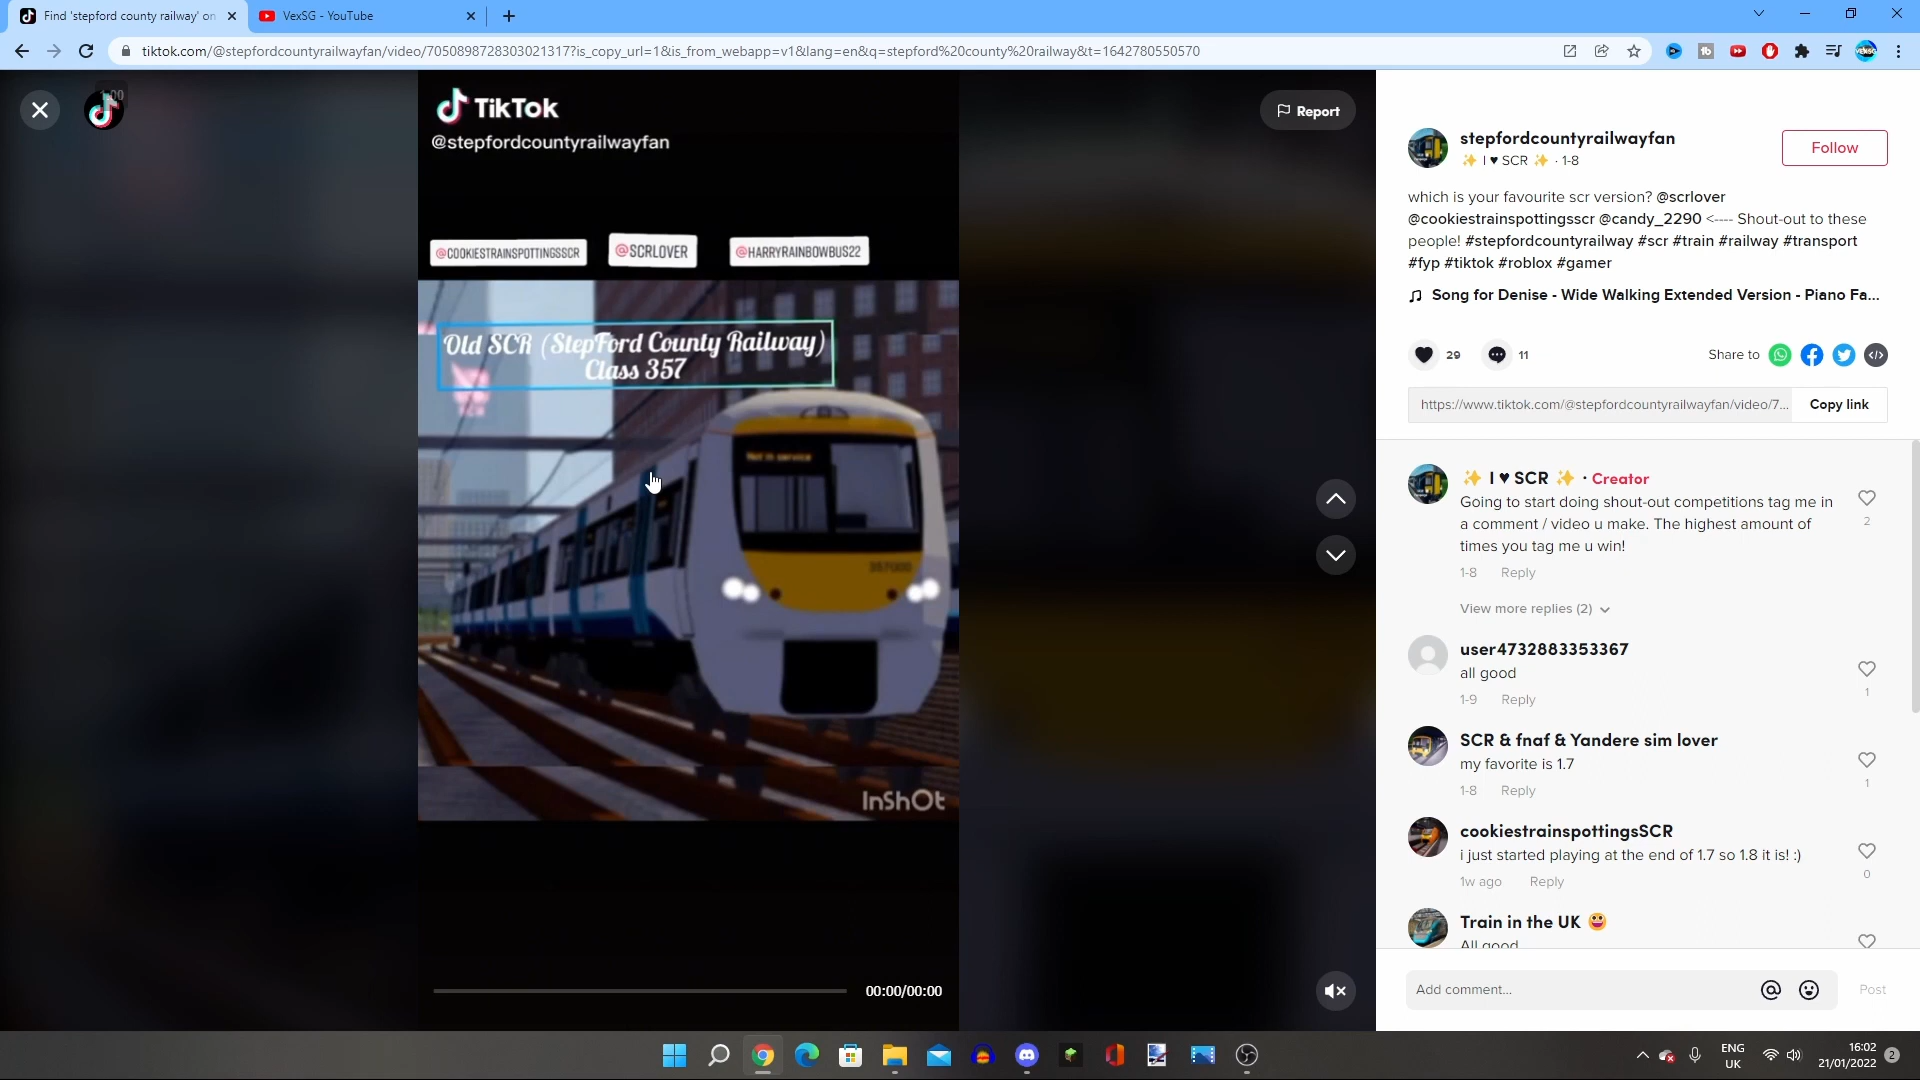 Find 'stepford county railway' on
VexSG - YouTube
tiktok.com/@stepfordcountyrailwayfan/video/7050898728303021317?is_copy_url=1&is_from_webapp=v1&lang=en&q=stepford%20county%20railway&t=1642780550570
1.00
TikTok
@stepfordcountyrailwayfan
Report
@COOKIESTRAINSPOTTINGSSCR
@SCRLOVER
@HARRYRAINBOWBUS22
Old SCR (StepFord County Railway)
Class 357
Not in service
InShOt
00:00/00:00
stepfordcountyrailwayfan
✨ I ♥ SCR ✨ · 1-8
Follow
which is your favourite scr version? @scrlover
@cookiestrainspottingsscr @candy_2290 <---- Shout-out to these
people! #stepfordcountyrailway #scr #train #railway #transport
#fyp #tiktok #roblox #gamer
Song for Denise - Wide Walking Extended Version - Piano Fa...
29
11
Share to
https://www.tiktok.com/@stepfordcountyrailwayfan/video/7...
Copy link
✨ I ♥ SCR ✨ · Creator
Going to start doing shout-out competitions tag me in
a comment / video u make. The highest amount of
times you tag me u win!
2
1-8 Reply
View more replies (2)
user4732883353367
all good
1
1-9 Reply
SCR & fnaf & Yandere sim lover
my favorite is 1.7
1
1-8 Reply
cookiestrainspottingsSCR
i just started playing at the end of 1.7 so 1.8 it is! :)
0
1w ago Reply
Train in the UK 😀
All good
Add comment...
Post
ENG
UK
16:02
21/01/2022
2